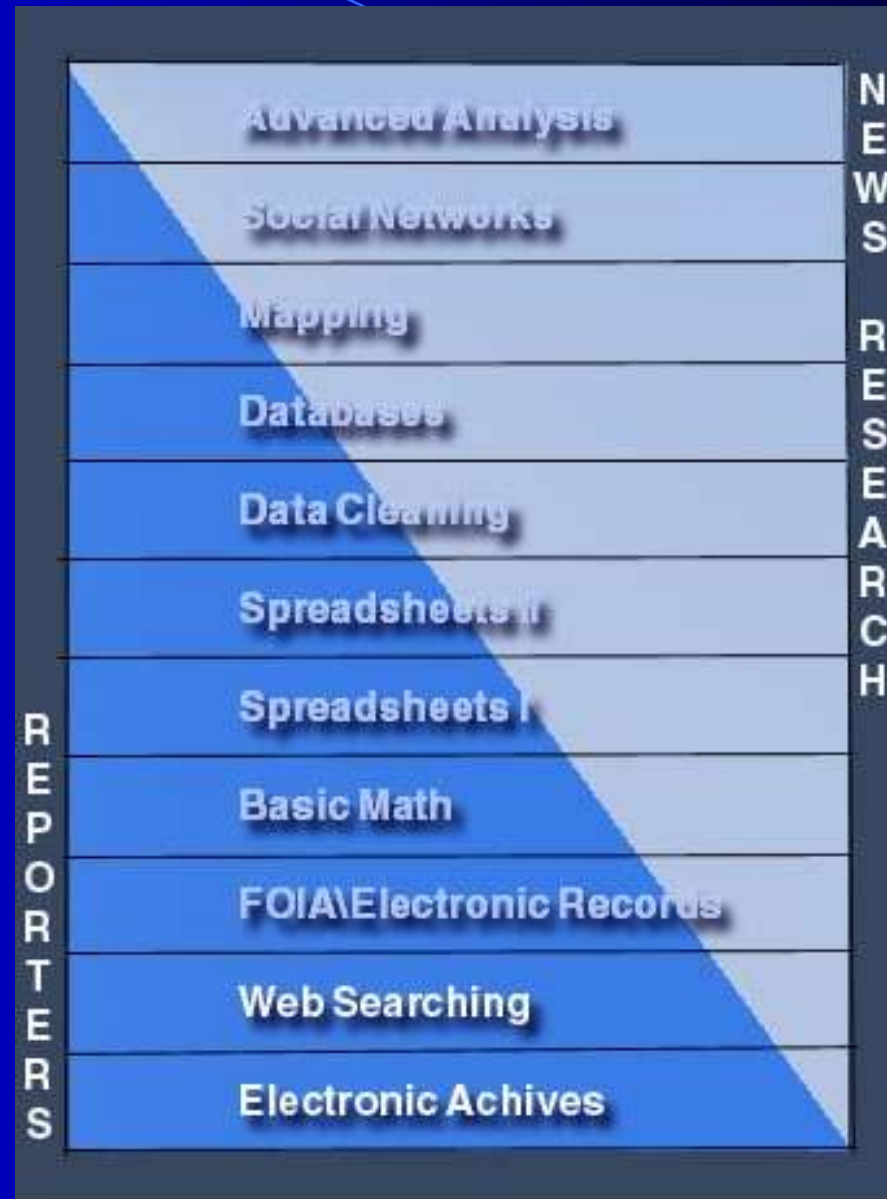 Advanced Analysis
Social Networks
Mapping
Databases
Data Cleaning
Spreadsheets II
Spreadsheets I
Basic Math
FOIA\Electronic Records
Web Searching
Electronic Achives
REPORTERS
NEWS RESEARCH